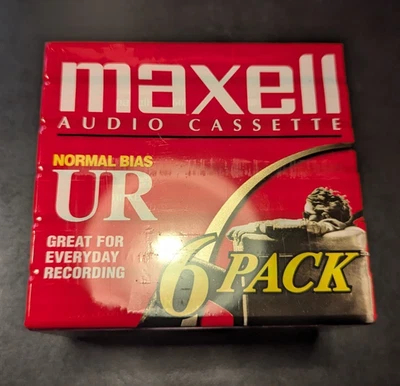 maxell
AUDIO CASSETTE
NORMAL BIAS
UR
GREAT FOR
EVERYDAY
RECORDING
6 PACK